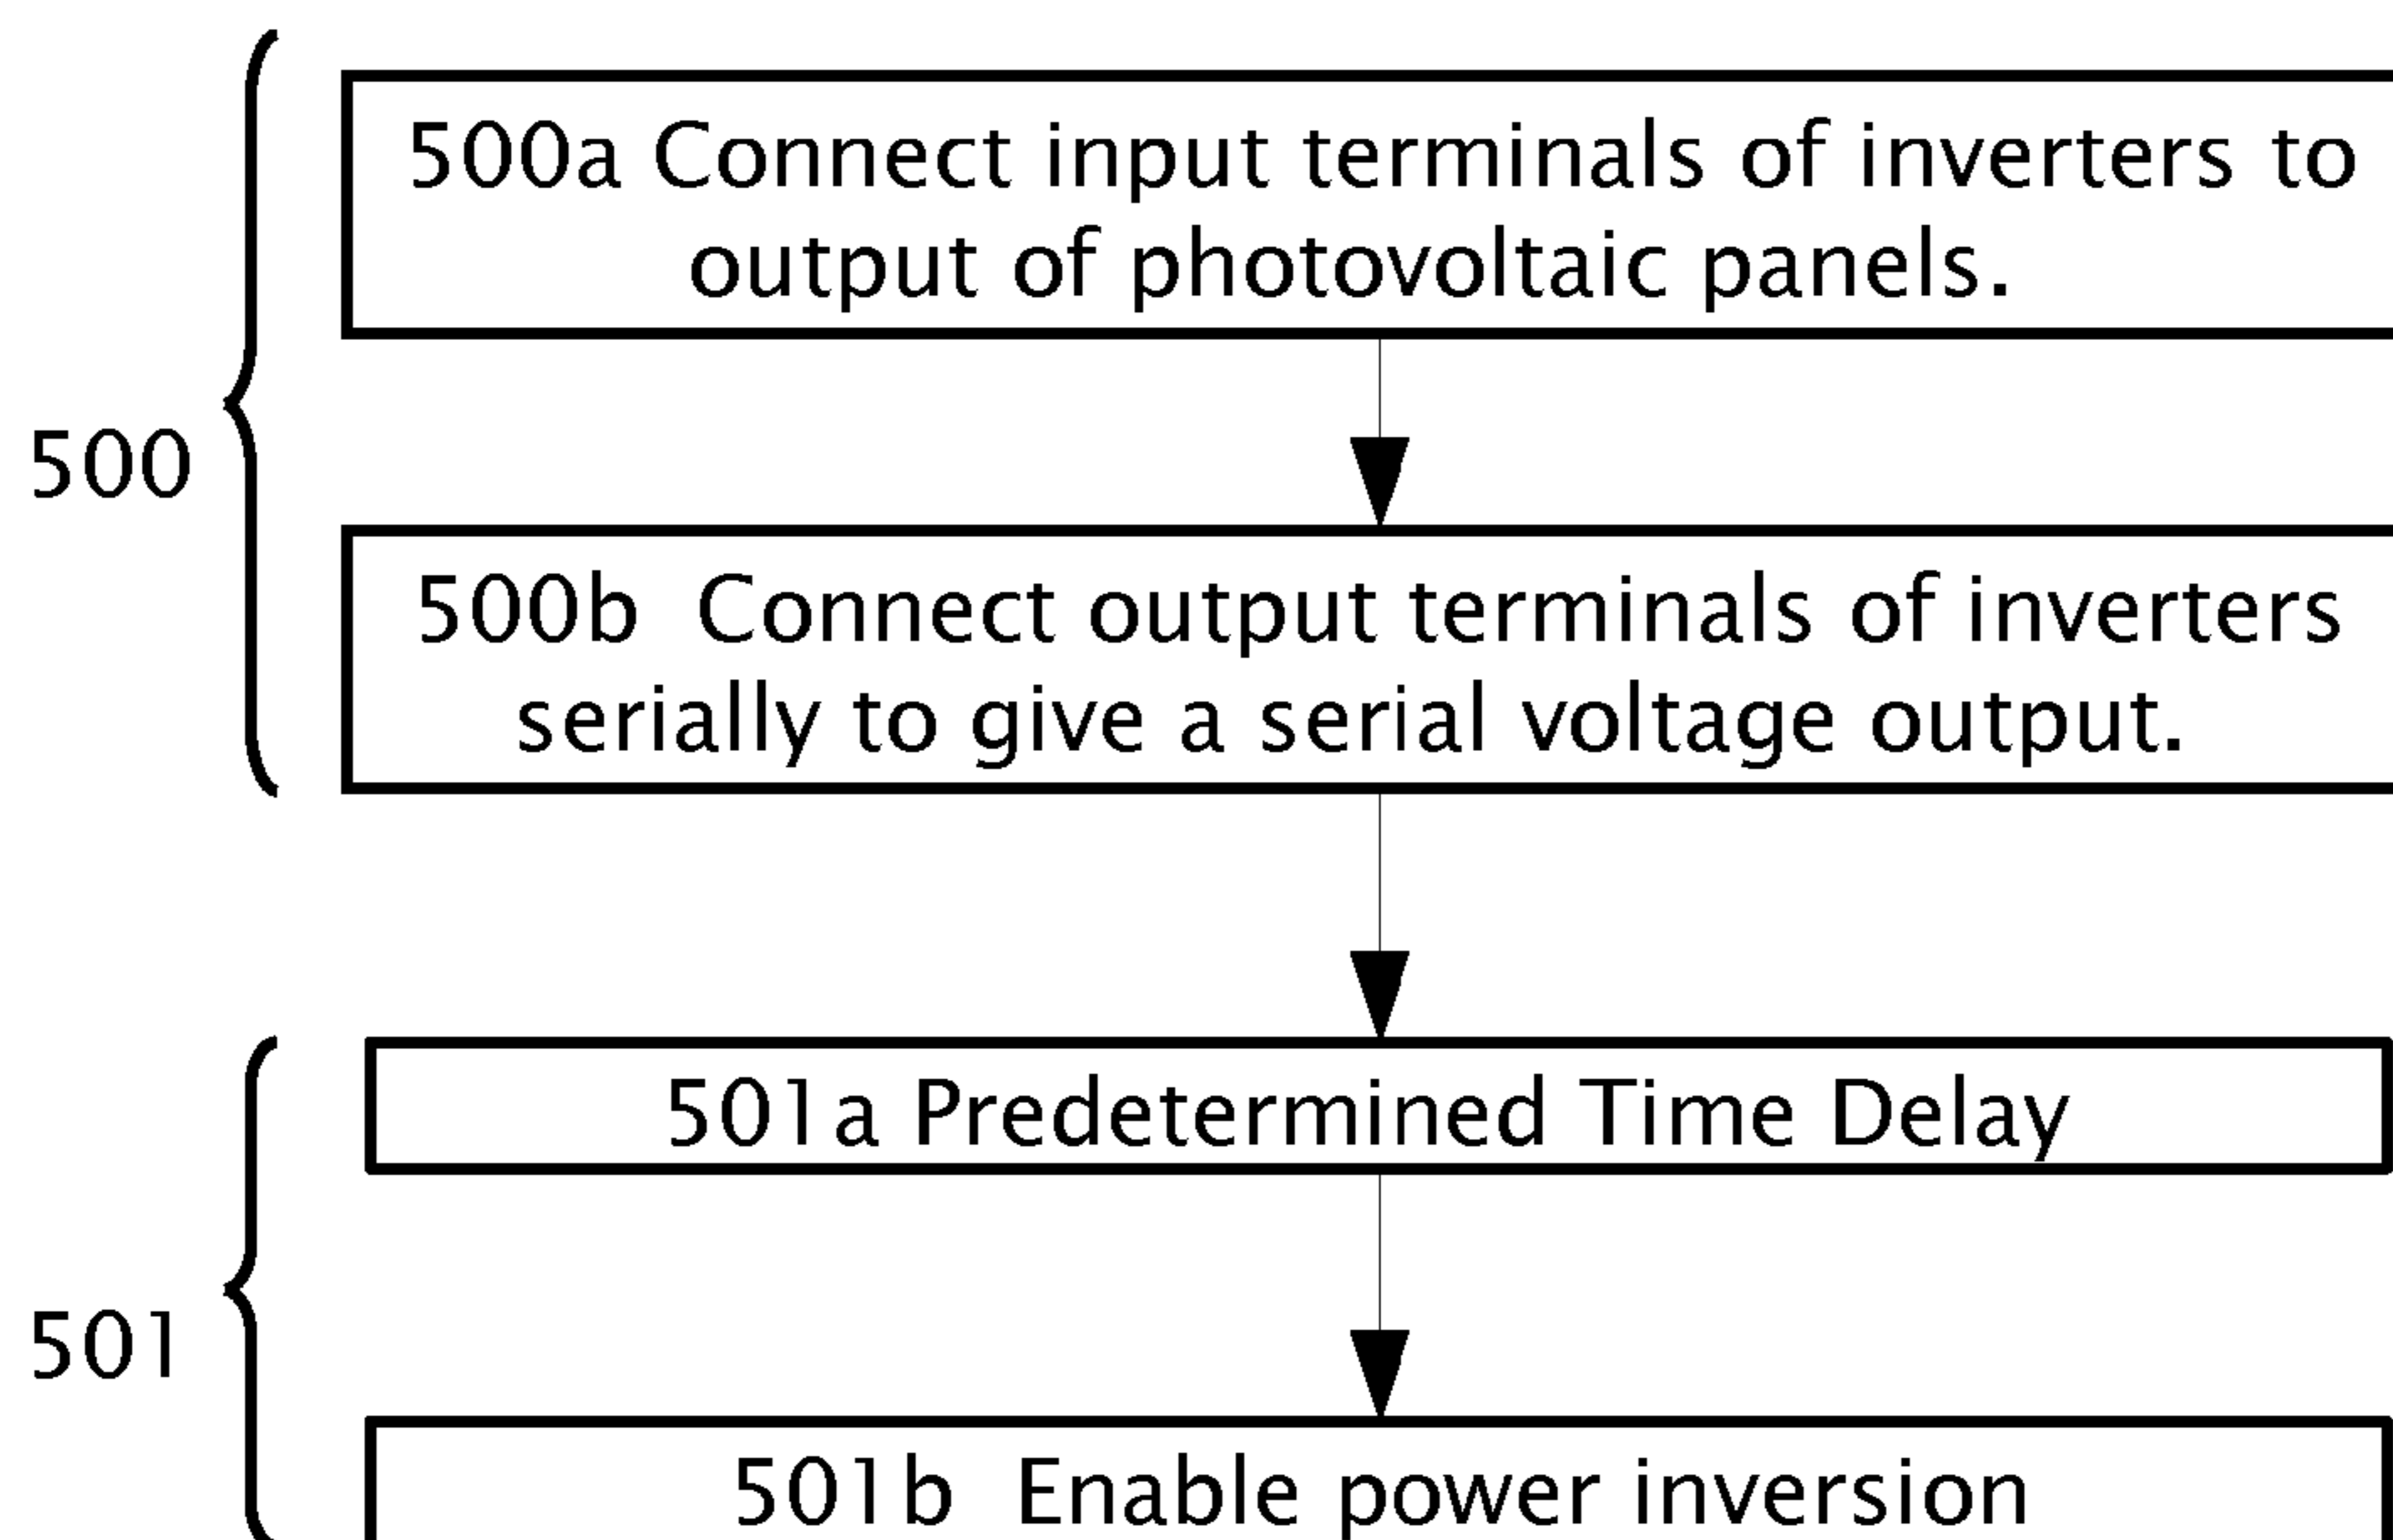 500a Connect input terminals of inverters to
output of photovoltaic panels.
500
500b Connect output terminals of inverters
serially to give a serial voltage output.
501a Predetermined Time Delay
501
501b Enable power inversion